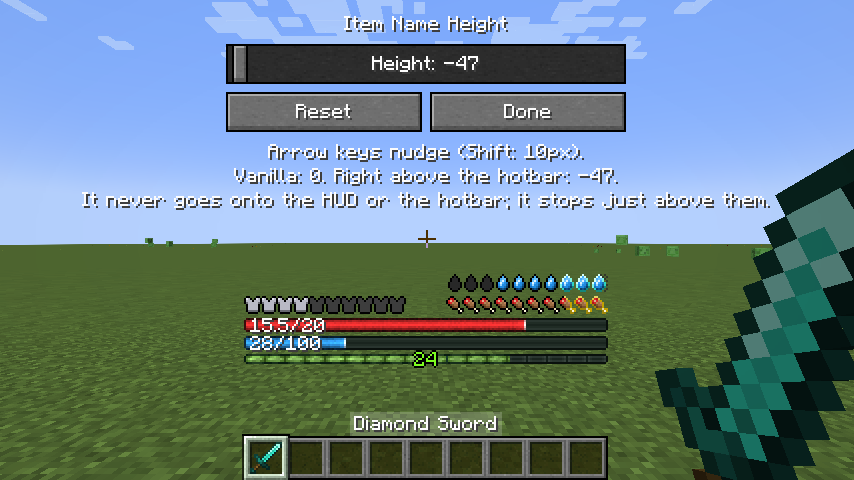 Item Name Height
Height: -47
Reset
Done
Arrow keys nudge (Shift: 10px).
Vanilla: 0. Right above the hotbar: -47.
It never goes onto the HUD or the hotbar; it stops just above them.
15.5/20
28/100
24
Diamond Sword